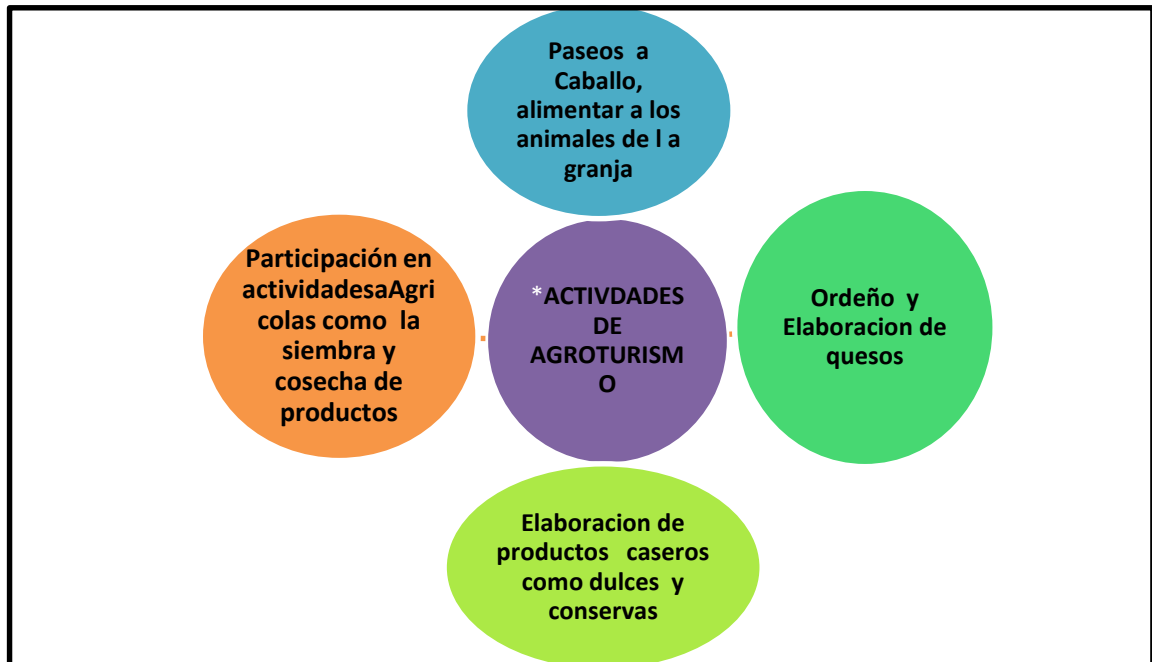 Paseos a
Caballo,
alimentar a los
animales de l a
granja
Participación en
actividadesaAgri
colas como la
siembra y
cosecha de
productos
*ACTIVDADES
DE
AGROTURISM
O
Ordeño y
Elaboracion de
quesos
Elaboracion de
productos caseros
como dulces y
conservas